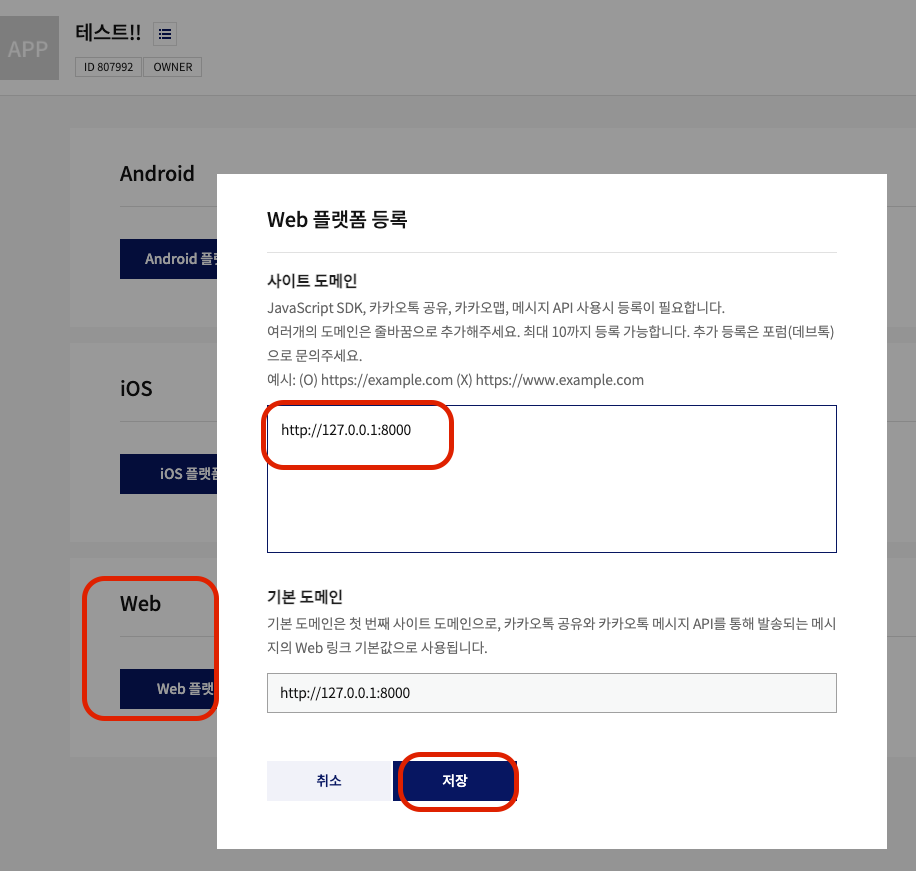 APP
테스트!!
ID 807992
OWNER
Android
Android 플
iOS
iOS 플랫폼
Web
Web 플랫
Web 플랫폼 등록
사이트 도메인
JavaScript SDK, 카카오톡 공유, 카카오맵, 메시지 API 사용시 등록이 필요합니다.
여러개의 도메인은 줄바꿈으로 추가해주세요. 최대 10까지 등록 가능합니다. 추가 등록은 포럼(데브톡)
으로 문의주세요.
예시: (O) https://example.com (X) https://www.example.com
http://127.0.0.1:8000
기본 도메인
기본 도메인은 첫 번째 사이트 도메인으로, 카카오톡 공유와 카카오톡 메시지 API를 통해 발송되는 메시
지의 Web 링크 기본값으로 사용됩니다.
http://127.0.0.1:8000
취소
저장